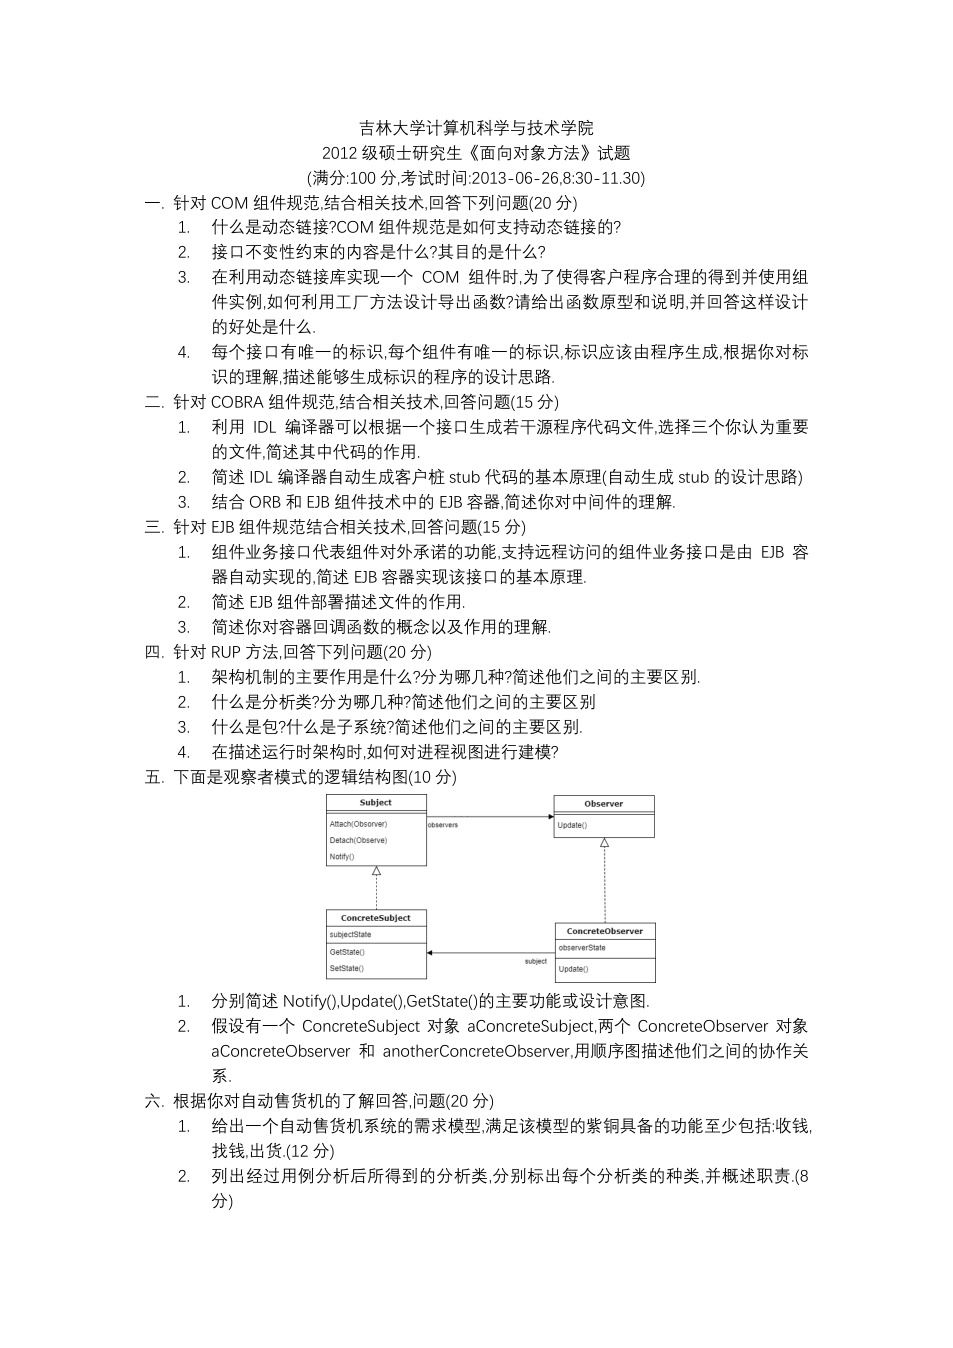 吉林大学计算机科学与技术学院
2012 级硕士研究生《面向对象方法》试题
(满分:100 分,考试时间:2013-06-26,8:30-11.30)
一. 针对 COM 组件规范,结合相关技术,回答下列问题(20 分)
1. 什么是动态链接?COM 组件规范是如何支持动态链接的?
2. 接口不变性约束的内容是什么?其目的是什么?
3. 在利用动态链接库实现一个 COM 组件时,为了使得客户程序合理的得到并使用组
件实例,如何利用工厂方法设计导出函数?请给出函数原型和说明,并回答这样设计
的好处是什么.
4. 每个接口有唯一的标识,每个组件有唯一的标识,标识应该由程序生成,根据你对标
识的理解,描述能够生成标识的程序的设计思路.
二. 针对 COBRA 组件规范,结合相关技术,回答问题(15 分)
1. 利用 IDL 编译器可以根据一个接口生成若干源程序代码文件,选择三个你认为重要
的文件,简述其中代码的作用.
2. 简述 IDL 编译器自动生成客户桩 stub 代码的基本原理(自动生成 stub 的设计思路)
3. 结合 ORB 和 EJB 组件技术中的 EJB 容器,简述你对中间件的理解.
三. 针对 EJB 组件规范结合相关技术,回答问题(15 分)
1. 组件业务接口代表组件对外承诺的功能,支持远程访问的组件业务接口是由 EJB 容
器自动实现的,简述 EJB 容器实现该接口的基本原理.
2. 简述 EJB 组件部署描述文件的作用.
3. 简述你对容器回调函数的概念以及作用的理解.
四. 针对 RUP 方法,回答下列问题(20 分)
1. 架构机制的主要作用是什么?分为哪几种?简述他们之间的主要区别.
2. 什么是分析类?分为哪几种?简述他们之间的主要区别
3. 什么是包?什么是子系统?简述他们之间的主要区别.
4. 在描述运行时架构时,如何对进程视图进行建模?
五. 下面是观察者模式的逻辑结构图(10 分)
Subject
Attach(Obsorver)
Detach(Observe)
Notify()
observers
Observer
Update()
ConcreteSubject
subjectState
GetState()
SetState()
subject
ConcreteObserver
observerState
Update()
1. 分别简述 Notify(),Update(),GetState()的主要功能或设计意图.
2. 假设有一个 ConcreteSubject 对象 aConcreteSubject,两个 ConcreteObserver 对象
aConcreteObserver 和 anotherConcreteObserver,用顺序图描述他们之间的协作关
系.
六. 根据你对自动售货机的了解回答,问题(20 分)
1. 给出一个自动售货机系统的需求模型,满足该模型的紫铜具备的功能至少包括:收钱,
找钱,出货.(12 分)
2. 列出经过用例分析后所得到的分析类,分别标出每个分析类的种类,并概述职责.(8
分)